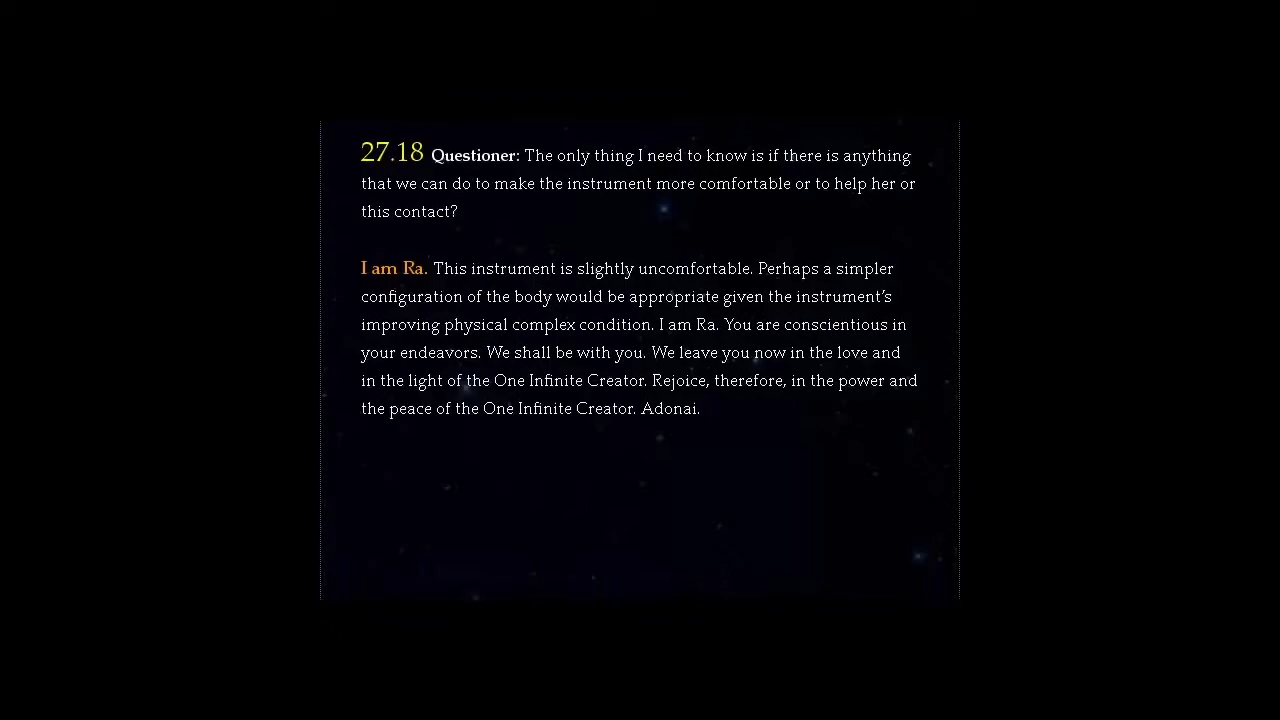 27.18 Questioner: The only thing I need to know is if there is anything
that we can do to make the instrument more comfortable or to help her or
this contact?
I am Ra. This instrument is slightly uncomfortable. Perhaps a simpler
configuration of the body would be appropriate given the instrument's
improving physical complex condition. I am Ra. You are conscientious in
your endeavors. We shall be with you. We leave you now in the love and
in the light of the One Infinite Creator. Rejoice, therefore, in the power and
the peace of the One Infinite Creator. Adonai.